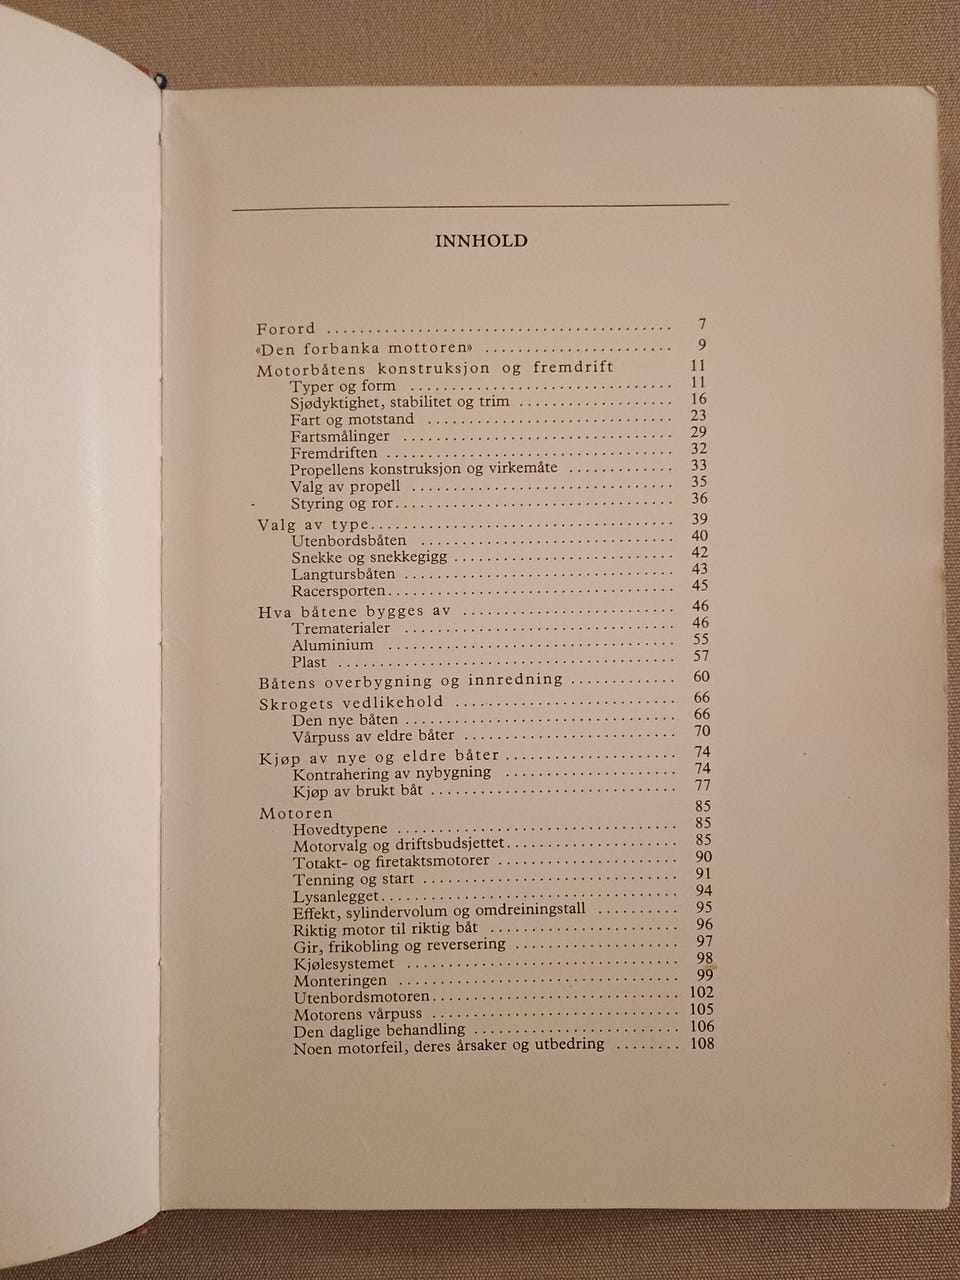 INNHOLD
Forord ........................................ 7
«Den forbanka mottoren» ...................... 9
Motorbåtens konstruksjon og fremdrift 11
Typer og form ................................ 11
Sjødyktighet, stabilitet og trim ................... 16
Fart og motstand .............................. 23
Fartsmålinger ................................. 29
Fremdriften ................................... 32
Propellens konstruksjon og virkemåte ............. 33
Valg av propell ................................ 35
Styring og ror.................................. 36
Valg av type.................................... 39
Utenbordsbåten ............................... 40
Snekke og snekkegigg ........................... 42
Langtursbåten ................................. 43
Racersporten................................... 45
Hva båtene bygges av ......................... 46
Trematerialer ................................. 46
Aluminium ................................... 55
Plast ......................................... 57
Båtens overbygning og innredning ............. 60
Skrogets vedlikehold .......................... 66
Den nye båten ................................. 66
Vårpuss av eldre båter .......................... 70
Kjøp av nye og eldre båter .................... 74
Kontrahering av nybygning ..................... 74
Kjøp av brukt båt .............................. 77
Motoren 85
Hovedtypene .................................. 85
Motorvalg og driftsbudsjettet..................... 85
Totakt- og firetaktsmotorer ...................... 90
Tenning og start ............................... 91
Lysanlegget.................................... 94
Effekt, sylindervolum og omdreiningstall .......... 95
Riktig motor til riktig båt ....................... 96
Gir, frikobling og reversering .................... 97
Kjølesystemet ................................. 98
Monteringen .................................. 99
Utenbordsmotoren.............................. 102
Motorens vårpuss .............................. 105
Den daglige behandling ......................... 106
Noen motorfeil, deres årsaker og utbedring ........ 108